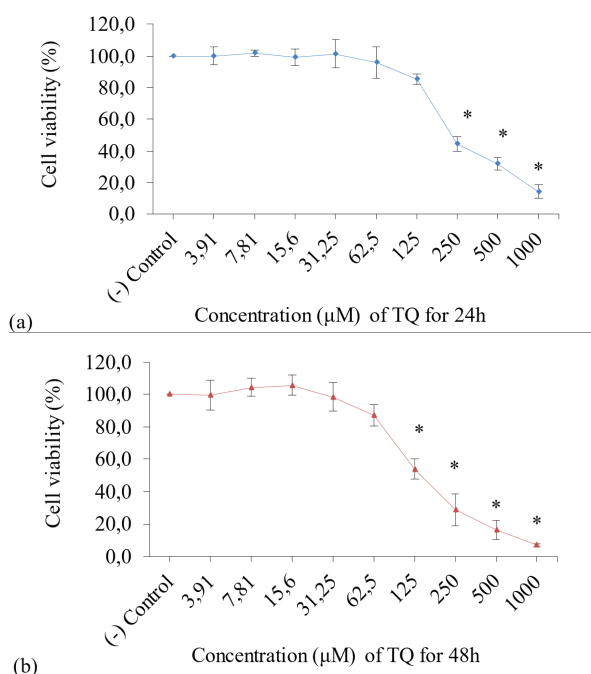 120,0
100,0
80,0
60,0
40,0
20,0
0,0
Cell viability (%)
* * *
(-) Control 3,91 7,81 15,6 31,25 62,5 125 250 500 1000
Concentration (µM) of TQ for 24h
(a)
120,0
100,0
80,0
60,0
40,0
20,0
0,0
Cell viability (%)
* * * *
(-) Control 3,91 7,81 15,6 31,25 62,5 125 250 500 1000
Concentration (µM) of TQ for 48h
(b)